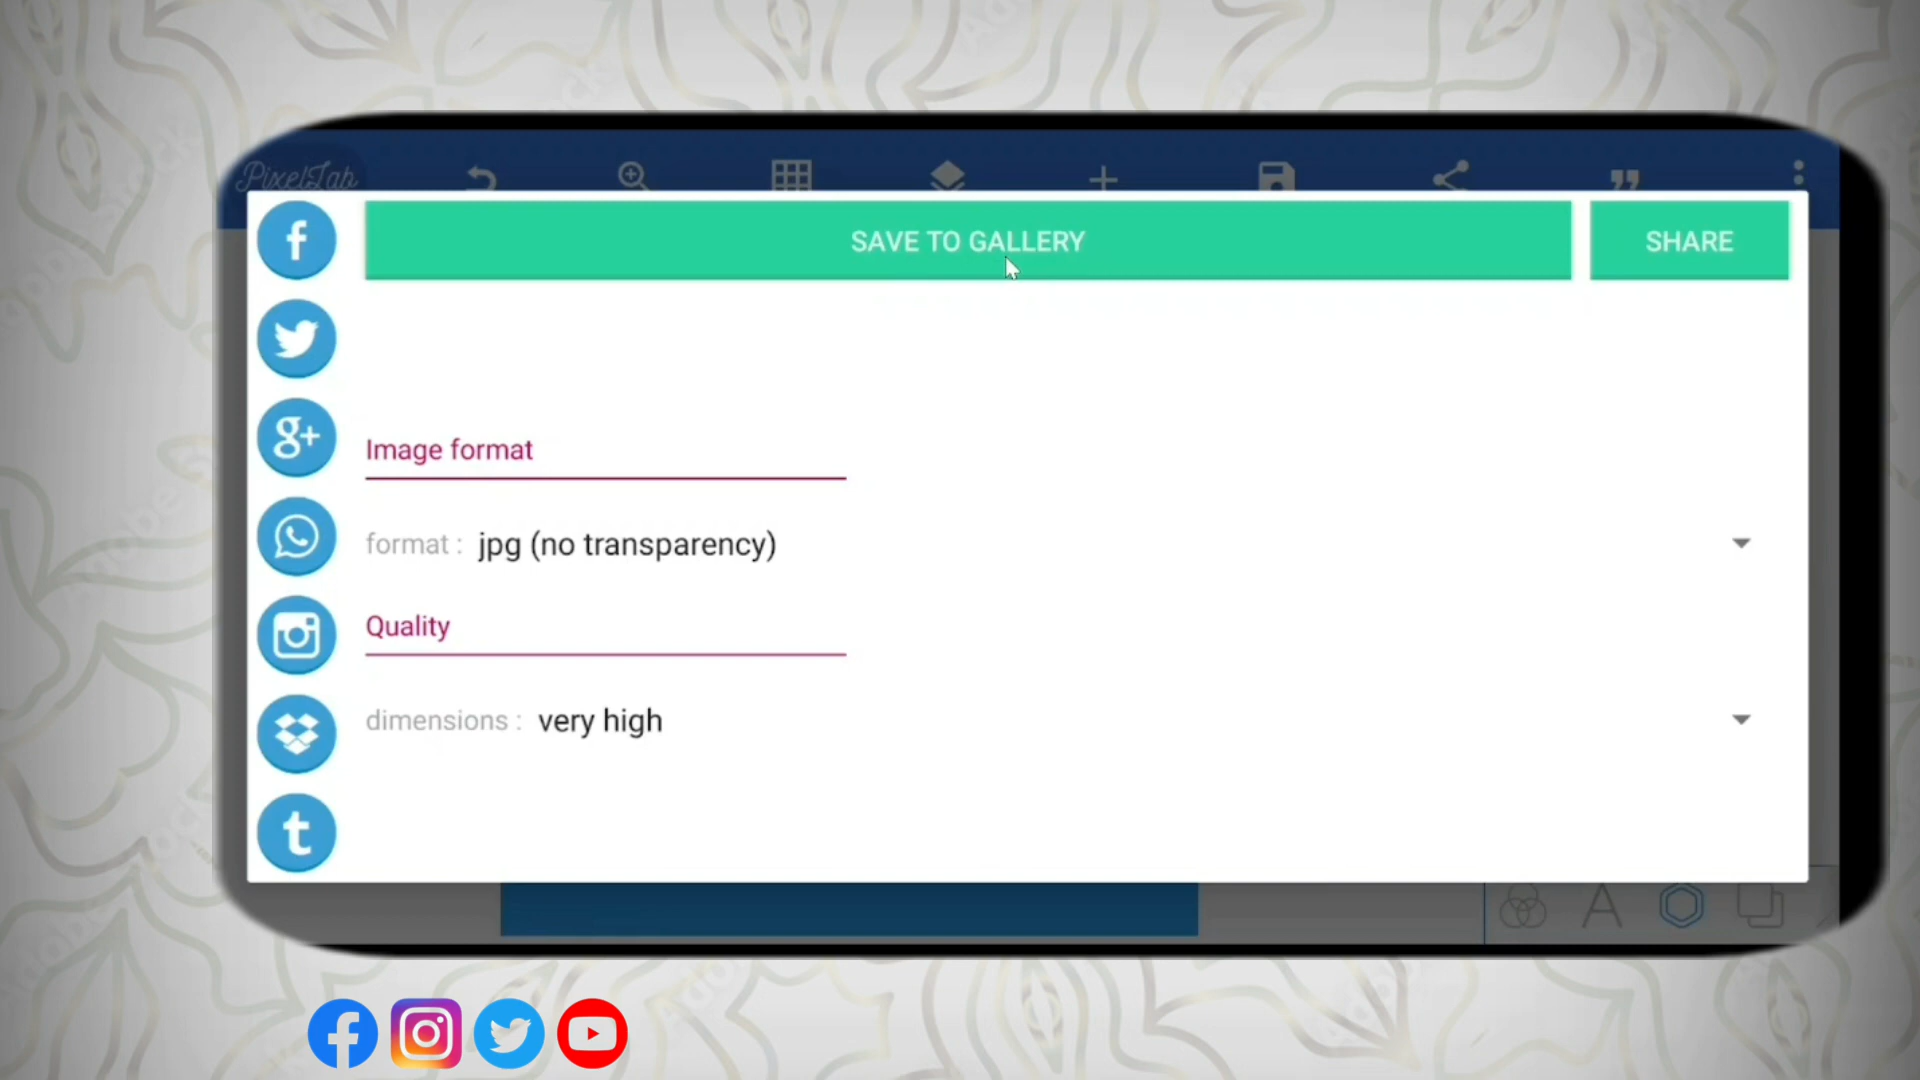 PixelLab
SAVE TO GALLERY
SHARE
Image format
format : jpg (no transparency)
Quality
dimensions : very high